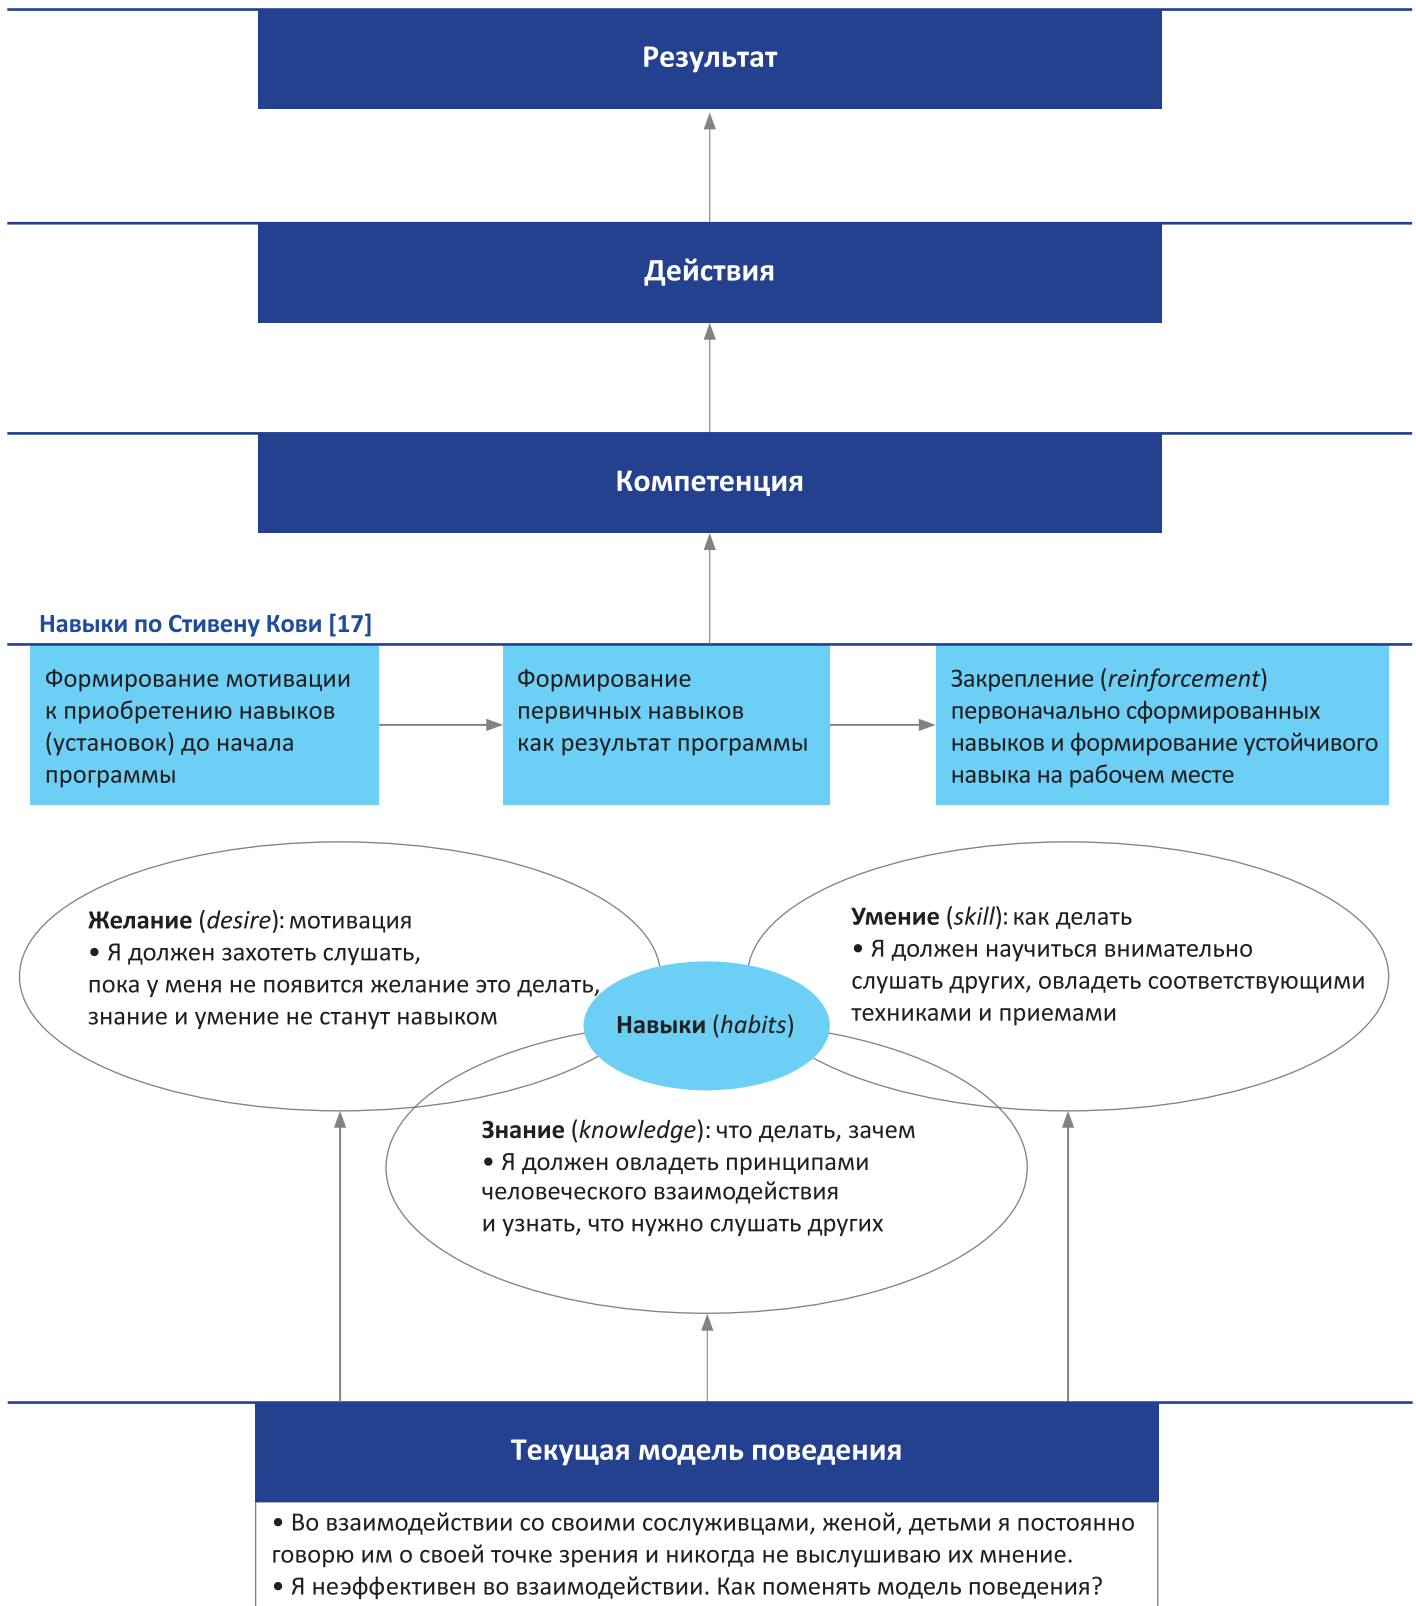 Результат
Действия
Компетенция
Навыки по Стивену Кови [17]
Формирование мотивации
к приобретению навыков
(установок) до начала
программы
Формирование
первичных навыков
как результат программы
Закрепление (reinforcement)
первоначально сформированных
навыков и формирование устойчивого
навыка на рабочем месте
Желание (desire): мотивация
• Я должен захотеть слушать,
пока у меня не появится желание это делать,
знание и умение не станут навыком
Умение (skill): как делать
• Я должен научиться внимательно
слушать других, овладеть соответствующими
техниками и приемами
Навыки (habits)
Знание (knowledge): что делать, зачем
• Я должен овладеть принципами
человеческого взаимодействия
и узнать, что нужно слушать других
Текущая модель поведения
• Во взаимодействии со своими сослуживцами, женой, детьми я постоянно
говорю им о своей точке зрения и никогда не выслушиваю их мнение.
• Я неэффективен во взаимодействии. Как поменять модель поведения?